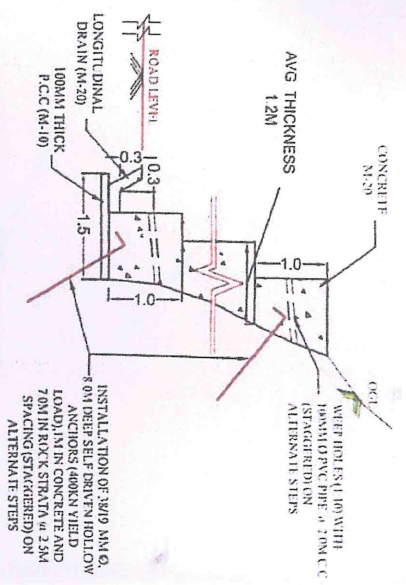 CONCRETE
M-20
AVG THICKNESS
1.2M
ROAD LEVEL
LONGITUDINAL
DRAIN (M-20)
100MM THICK
P.C.C (M-10)
0.3
0.3
1.5
1.0
1.0
OGL
WEEP HOLES (1:10) WITH
100MM Ø PVC PIPE @ 2.0M C/C
(STAGGERED) ON
ALTERNATE STEPS
INSTALLATION OF 38/19 MM Ø,
8.0M DEEP SELF DRIVEN HOLLOW
ANCHORS (400KN YIELD
LOAD),1M IN CONCRETE AND
7.0M IN ROCK STRATA @ 2.5M
SPACING (STAGGERED) ON
ALTERNATE STEPS